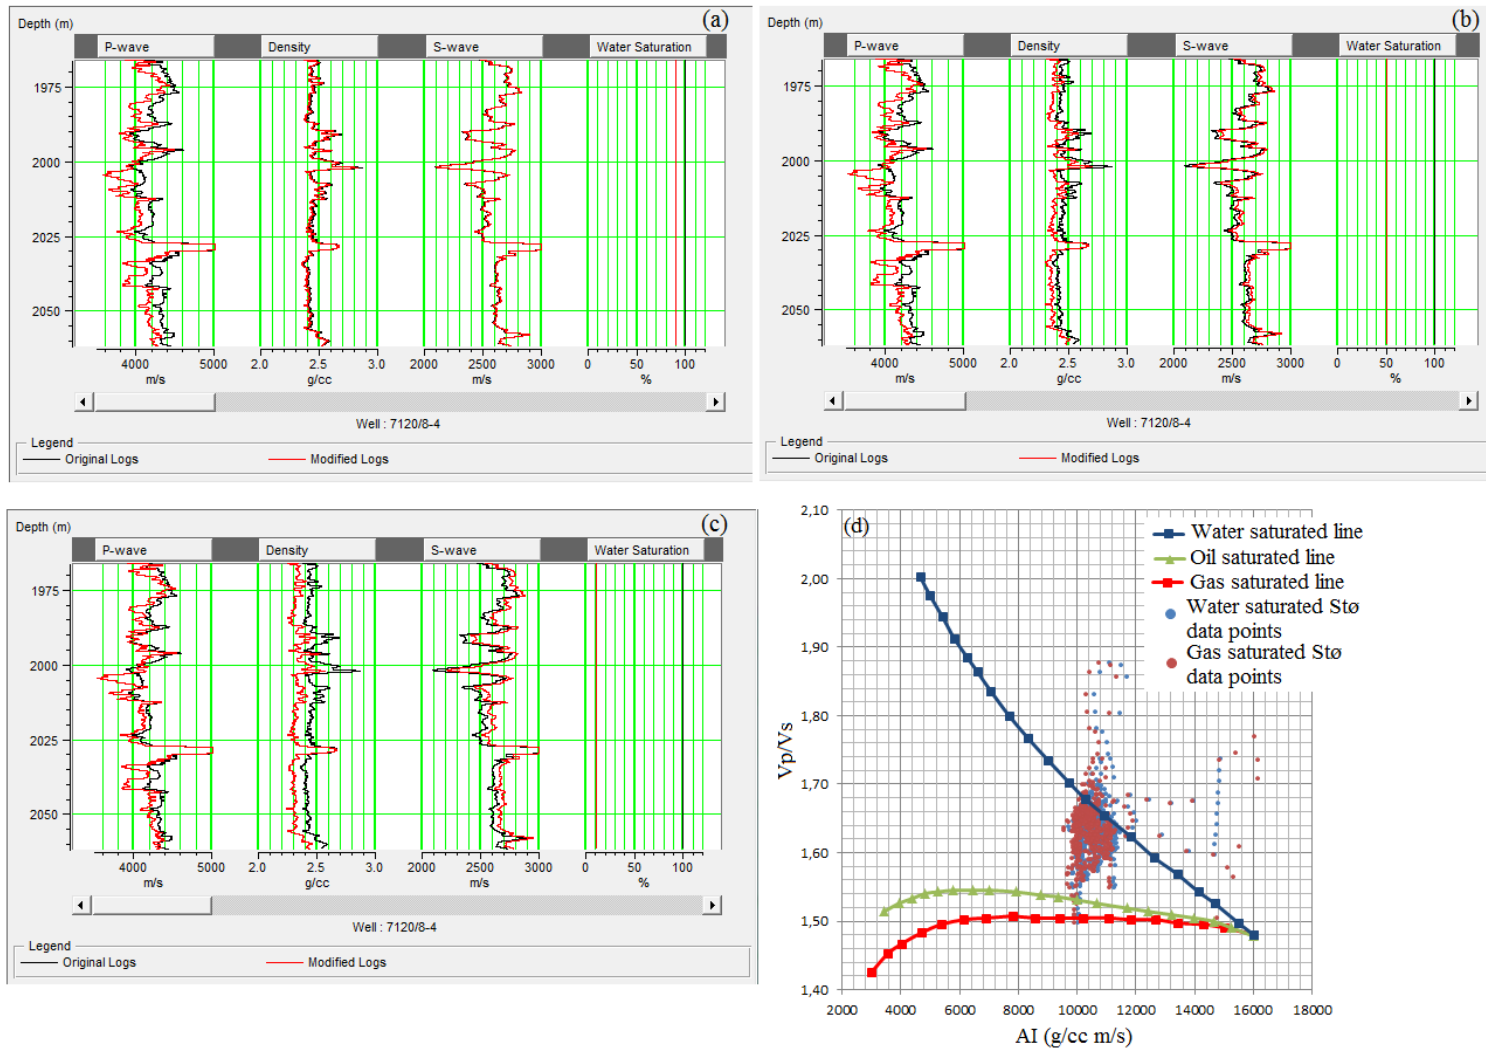 Depth (m)
(a)
P-wave Density S-wave Water Saturation
1975
2000
2025
2050
4000 5000 2.0 2.5 3.0 2000 2500 3000 0 50 100
m/s g/cc m/s %
Well : 7120/8-4
Legend
Original Logs Modified Logs
Depth (m)
(b)
P-wave Density S-wave Water Saturation
1975
2000
2025
2050
4000 5000 2.0 2.5 3.0 2000 2500 3000 0 50 100
m/s g/cc m/s %
Well : 7120/8-4
Legend
Original Logs Modified Logs
Depth (m)
(c)
P-wave Density S-wave Water Saturation
1975
2000
2025
2050
4000 5000 2.0 2.5 3.0 2000 2500 3000 0 50 100
m/s g/cc m/s %
Well : 7120/8-4
Legend
Original Logs Modified Logs
(d)
Water saturated line
Oil saturated line
Gas saturated line
Water saturated Stø
data points
Gas saturated Stø
data points
2,10
2,00
1,90
1,80
1,70
1,60
1,50
1,40
Vp/Vs
2000 4000 6000 8000 10000 12000 14000 16000 18000
AI (g/cc m/s)